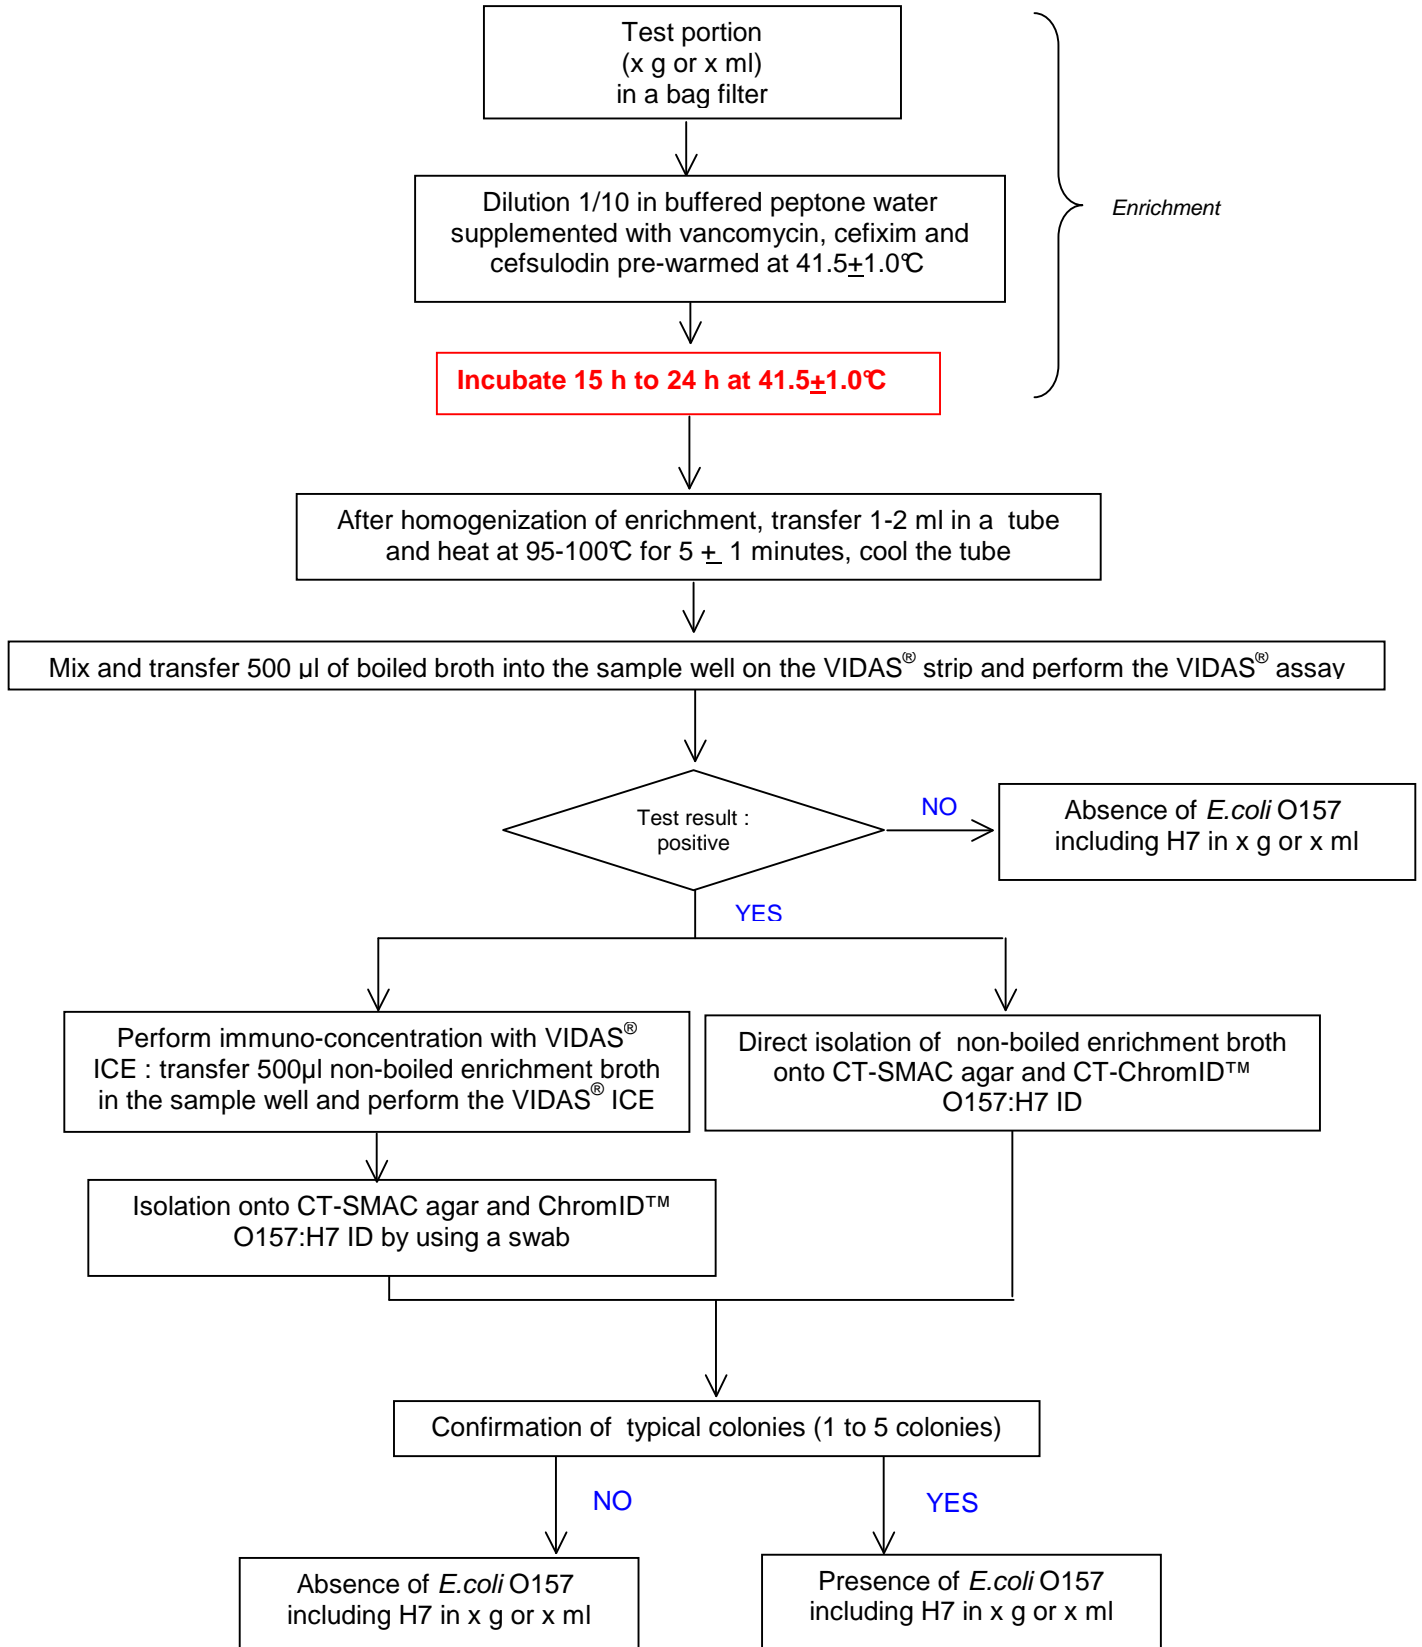 Test portion
(x g or x ml)
in a bag filter
Dilution 1/10 in buffered peptone water
supplemented with vancomycin, cefixim and
cefsulodin pre-warmed at 41.5±1.0°C
Enrichment
Incubate 15 h to 24 h at 41.5±1.0°C
After homogenization of enrichment, transfer 1-2 ml in a tube
and heat at 95-100°C for 5 ± 1 minutes, cool the tube
Mix and transfer 500 µl of boiled broth into the sample well on the VIDAS® strip and perform the VIDAS® assay
Test result :
positive
NO
Absence of E.coli O157
including H7 in x g or x ml
YES
Perform immuno-concentration with VIDAS®
ICE : transfer 500µl non-boiled enrichment broth
in the sample well and perform the VIDAS® ICE
Direct isolation of non-boiled enrichment broth
onto CT-SMAC agar and CT-ChromID™
O157:H7 ID
Isolation onto CT-SMAC agar and ChromID™
O157:H7 ID by using a swab
Confirmation of typical colonies (1 to 5 colonies)
NO
YES
Absence of E.coli O157
including H7 in x g or x ml
Presence of E.coli O157
including H7 in x g or x ml